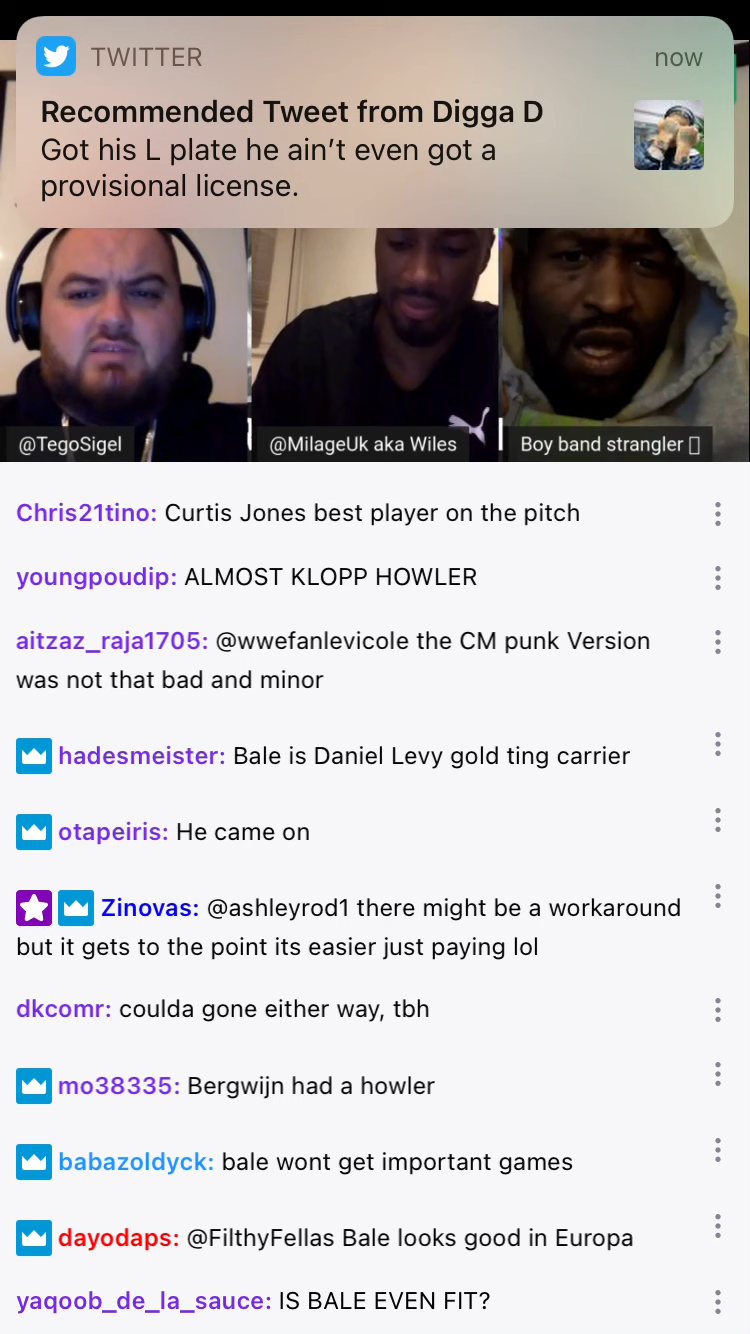 TWITTER
now
Recommended Tweet from Digga D
Got his L plate he ain’t even got a
provisional license.
@TegoSigel
@MilageUk aka Wiles
Boy band strangler
Chris21tino: Curtis Jones best player on the pitch
youngpoudip: ALMOST KLOPP HOWLER
aitzaz_raja1705: @wwefanlevicole the CM punk Version
was not that bad and minor
hadesmeister: Bale is Daniel Levy gold ting carrier
otapeiris: He came on
Zinovas: @ashleyrod1 there might be a workaround
but it gets to the point its easier just paying lol
dkcomr: coulda gone either way, tbh
mo38335: Bergwijn had a howler
babazoldyck: bale wont get important games
dayodaps: @FilthyFellas Bale looks good in Europa
yaqoob_de_la_sauce: IS BALE EVEN FIT?